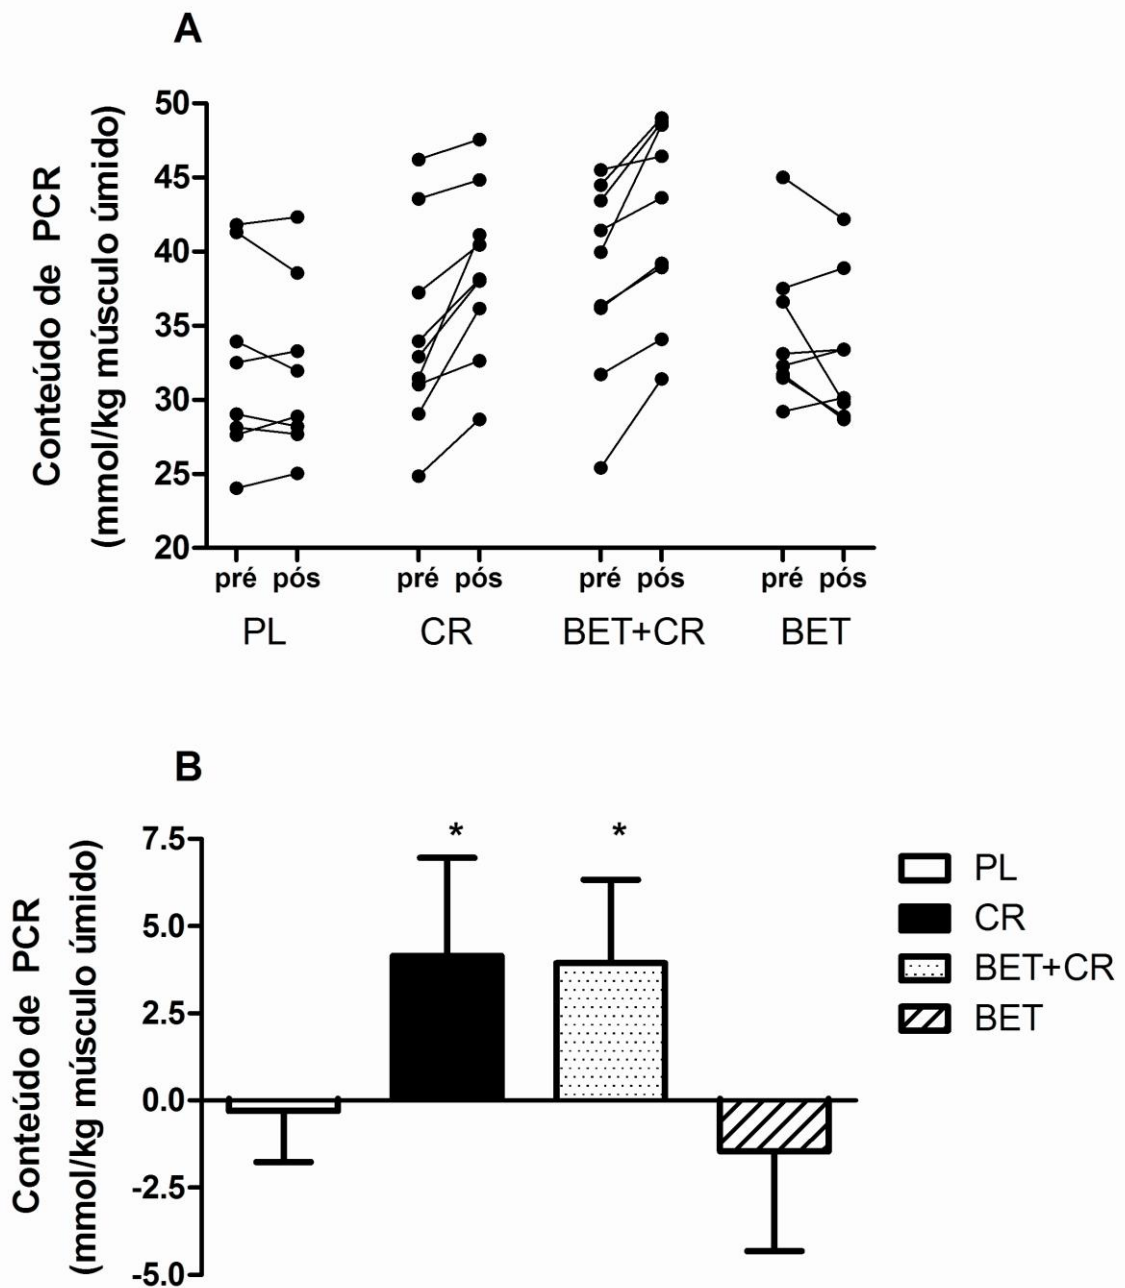 A
Conteúdo de PCR
(mmol/kg músculo úmido)
50
45
40
35
30
25
20
pré pós pré pós pré pós pré pós
PL CR BET+CR BET
B
Conteúdo de PCR
(mmol/kg músculo úmido)
7.5
5.0
2.5
0.0
-2.5
-5.0
* *
PL
CR
BET+CR
BET